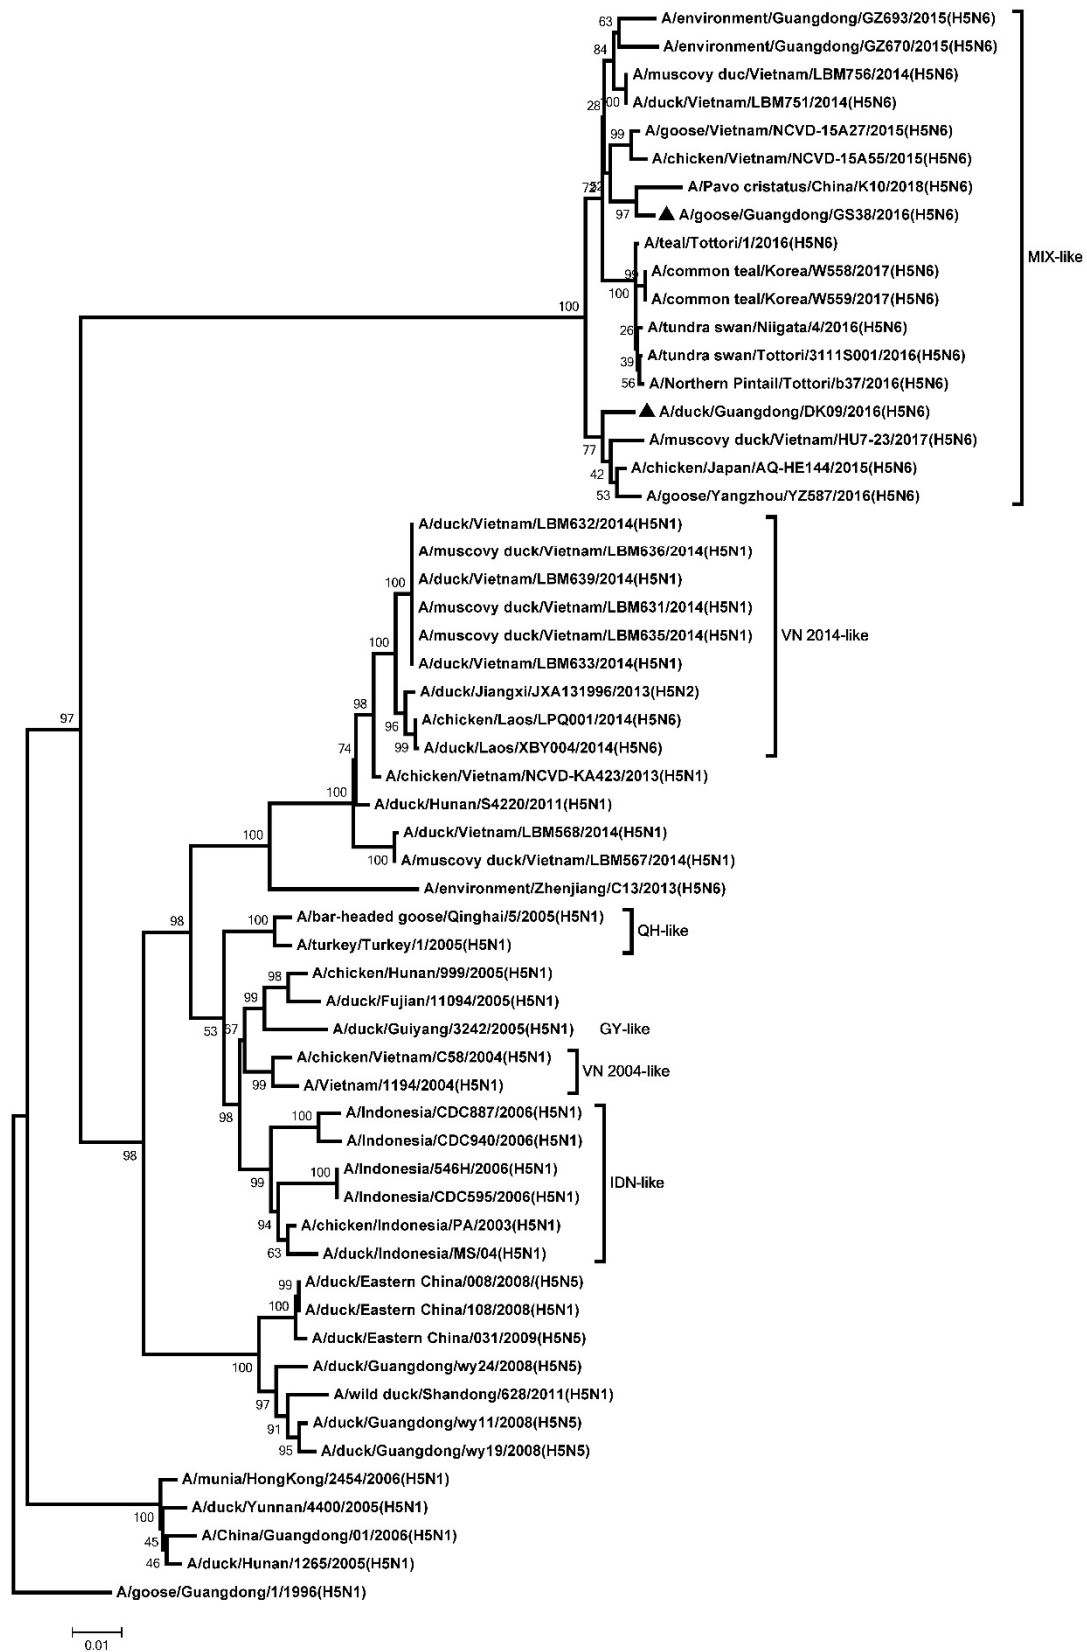 63
A/environment/Guangdong/GZ693/2015(H5N6)
84
A/environment/Guangdong/GZ670/2015(H5N6)
A/muscovy duc/Vietnam/LBM756/2014(H5N6)
28
100
A/duck/Vietnam/LBM751/2014(H5N6)
99
A/goose/Vietnam/NCVD-15A27/2015(H5N6)
A/chicken/Vietnam/NCVD-15A55/2015(H5N6)
A/Pavo cristatus/China/K10/2018(H5N6)
97
▲ A/goose/Guangdong/GS38/2016(H5N6)
A/teal/Tottori/1/2016(H5N6)
MIX-like
99
A/common teal/Korea/W558/2017(H5N6)
100
A/common teal/Korea/W559/2017(H5N6)
100
26
A/tundra swan/Niigata/4/2016(H5N6)
39
A/tundra swan/Tottori/3111S001/2016(H5N6)
56
A/Northern Pintail/Tottori/b37/2016(H5N6)
▲ A/duck/Guangdong/DK09/2016(H5N6)
77
A/muscovy duck/Vietnam/HU7-23/2017(H5N6)
42
A/chicken/Japan/AQ-HE144/2015(H5N6)
53
A/goose/Yangzhou/YZ587/2016(H5N6)
A/duck/Vietnam/LBM632/2014(H5N1)
A/muscovy duck/Vietnam/LBM636/2014(H5N1)
100
A/duck/Vietnam/LBM639/2014(H5N1)
A/muscovy duck/Vietnam/LBM631/2014(H5N1)
100
A/muscovy duck/Vietnam/LBM635/2014(H5N1)
VN 2014-like
A/duck/Vietnam/LBM633/2014(H5N1)
98
A/duck/Jiangxi/JXA131996/2013(H5N2)
97
96
A/chicken/Laos/LPQ001/2014(H5N6)
74
99
A/duck/Laos/XBY004/2014(H5N6)
A/chicken/Vietnam/NCVD-KA423/2013(H5N1)
100
A/duck/Hunan/S4220/2011(H5N1)
100
A/duck/Vietnam/LBM568/2014(H5N1)
100
A/muscovy duck/Vietnam/LBM567/2014(H5N1)
A/environment/Zhenjiang/C13/2013(H5N6)
98
100
A/bar-headed goose/Qinghai/5/2005(H5N1)
QH-like
A/turkey/Turkey/1/2005(H5N1)
98
A/chicken/Hunan/999/2005(H5N1)
99
A/duck/Fujian/11094/2005(H5N1)
53
67
A/duck/Guiyang/3242/2005(H5N1)
GY-like
A/chicken/Vietnam/C58/2004(H5N1)
VN 2004-like
99
A/Vietnam/1194/2004(H5N1)
98
100
A/Indonesia/CDC887/2006(H5N1)
98
A/Indonesia/CDC940/2006(H5N1)
100
A/Indonesia/546H/2006(H5N1)
99
IDN-like
A/Indonesia/CDC595/2006(H5N1)
94
A/chicken/Indonesia/PA/2003(H5N1)
63
A/duck/Indonesia/MS/04(H5N1)
99
A/duck/Eastern China/008/2008/(H5N5)
100
A/duck/Eastern China/108/2008(H5N1)
A/duck/Eastern China/031/2009(H5N5)
100
A/duck/Guangdong/wy24/2008(H5N5)
97
A/wild duck/Shandong/628/2011(H5N1)
91
A/duck/Guangdong/wy11/2008(H5N5)
95
A/duck/Guangdong/wy19/2008(H5N5)
A/munia/HongKong/2454/2006(H5N1)
100
A/duck/Yunnan/4400/2005(H5N1)
45
A/China/Guangdong/01/2006(H5N1)
46
A/duck/Hunan/1265/2005(H5N1)
A/goose/Guangdong/1/1996(H5N1)
0.01